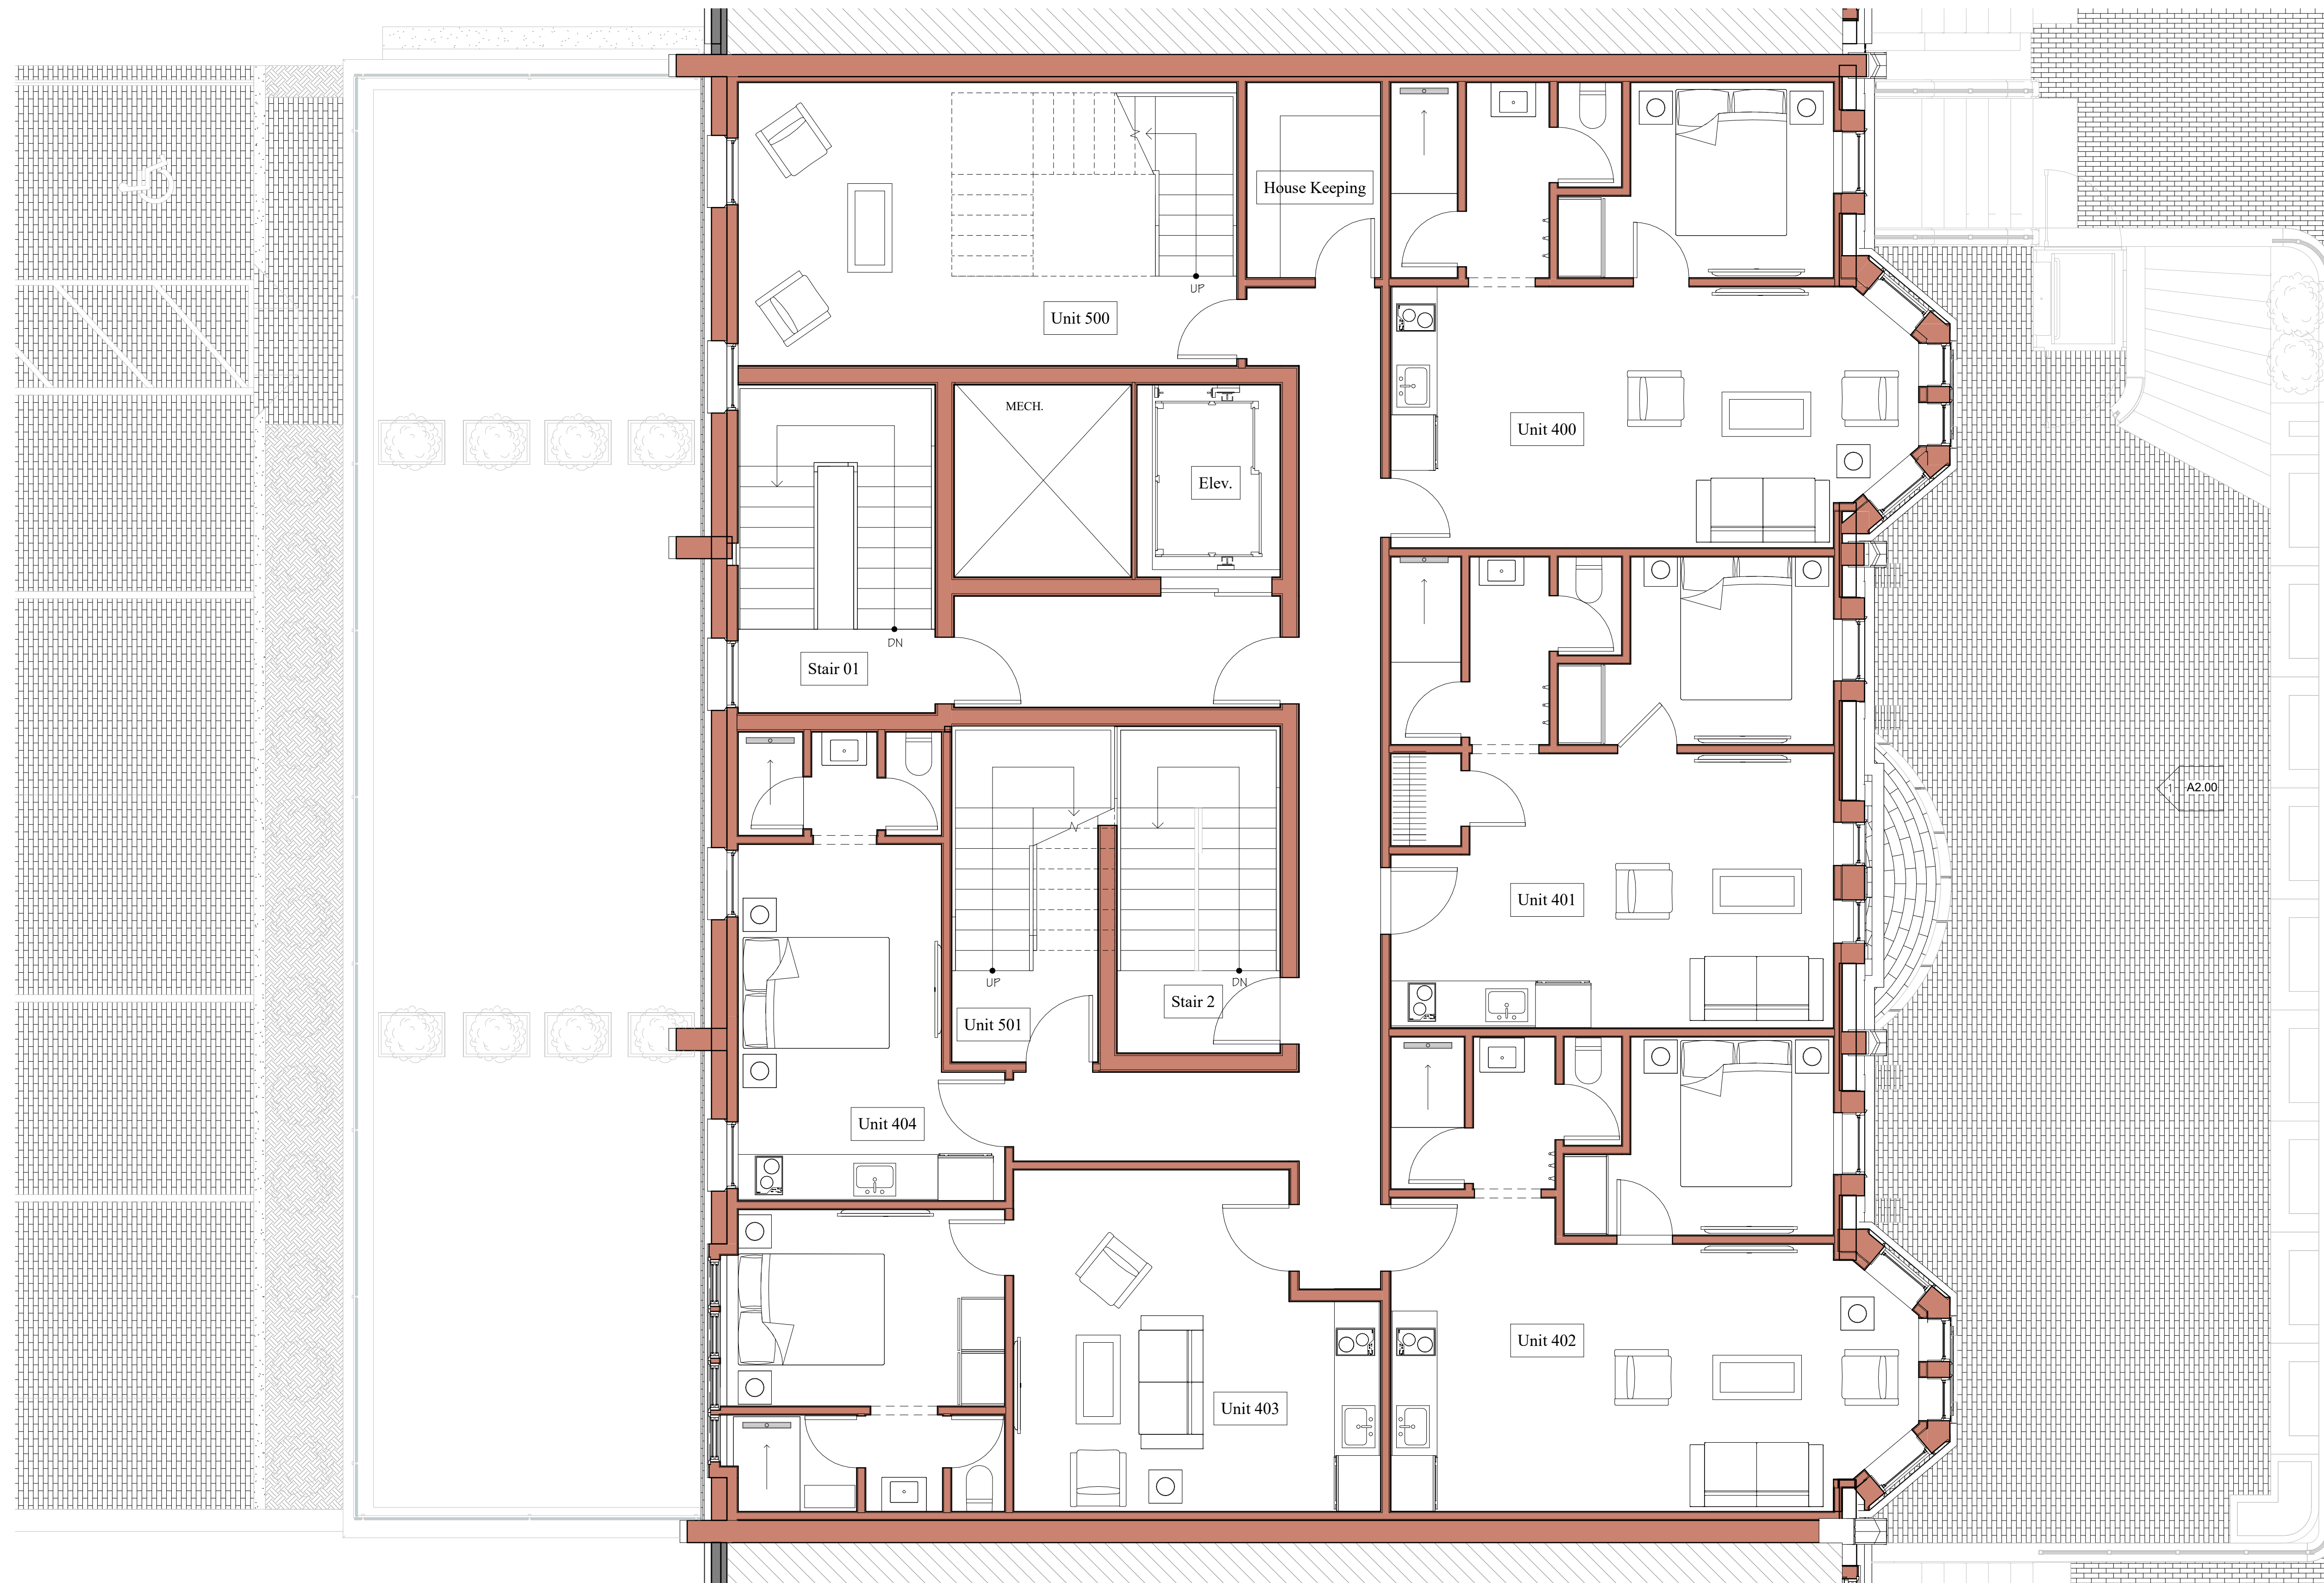 House Keeping
UP
Unit 500
MECH.
Unit 400
Elev.
DN
Stair 01
1
A2.00
Unit 401
UP
DN
Stair 2
Unit 501
Unit 404
Unit 402
Unit 403